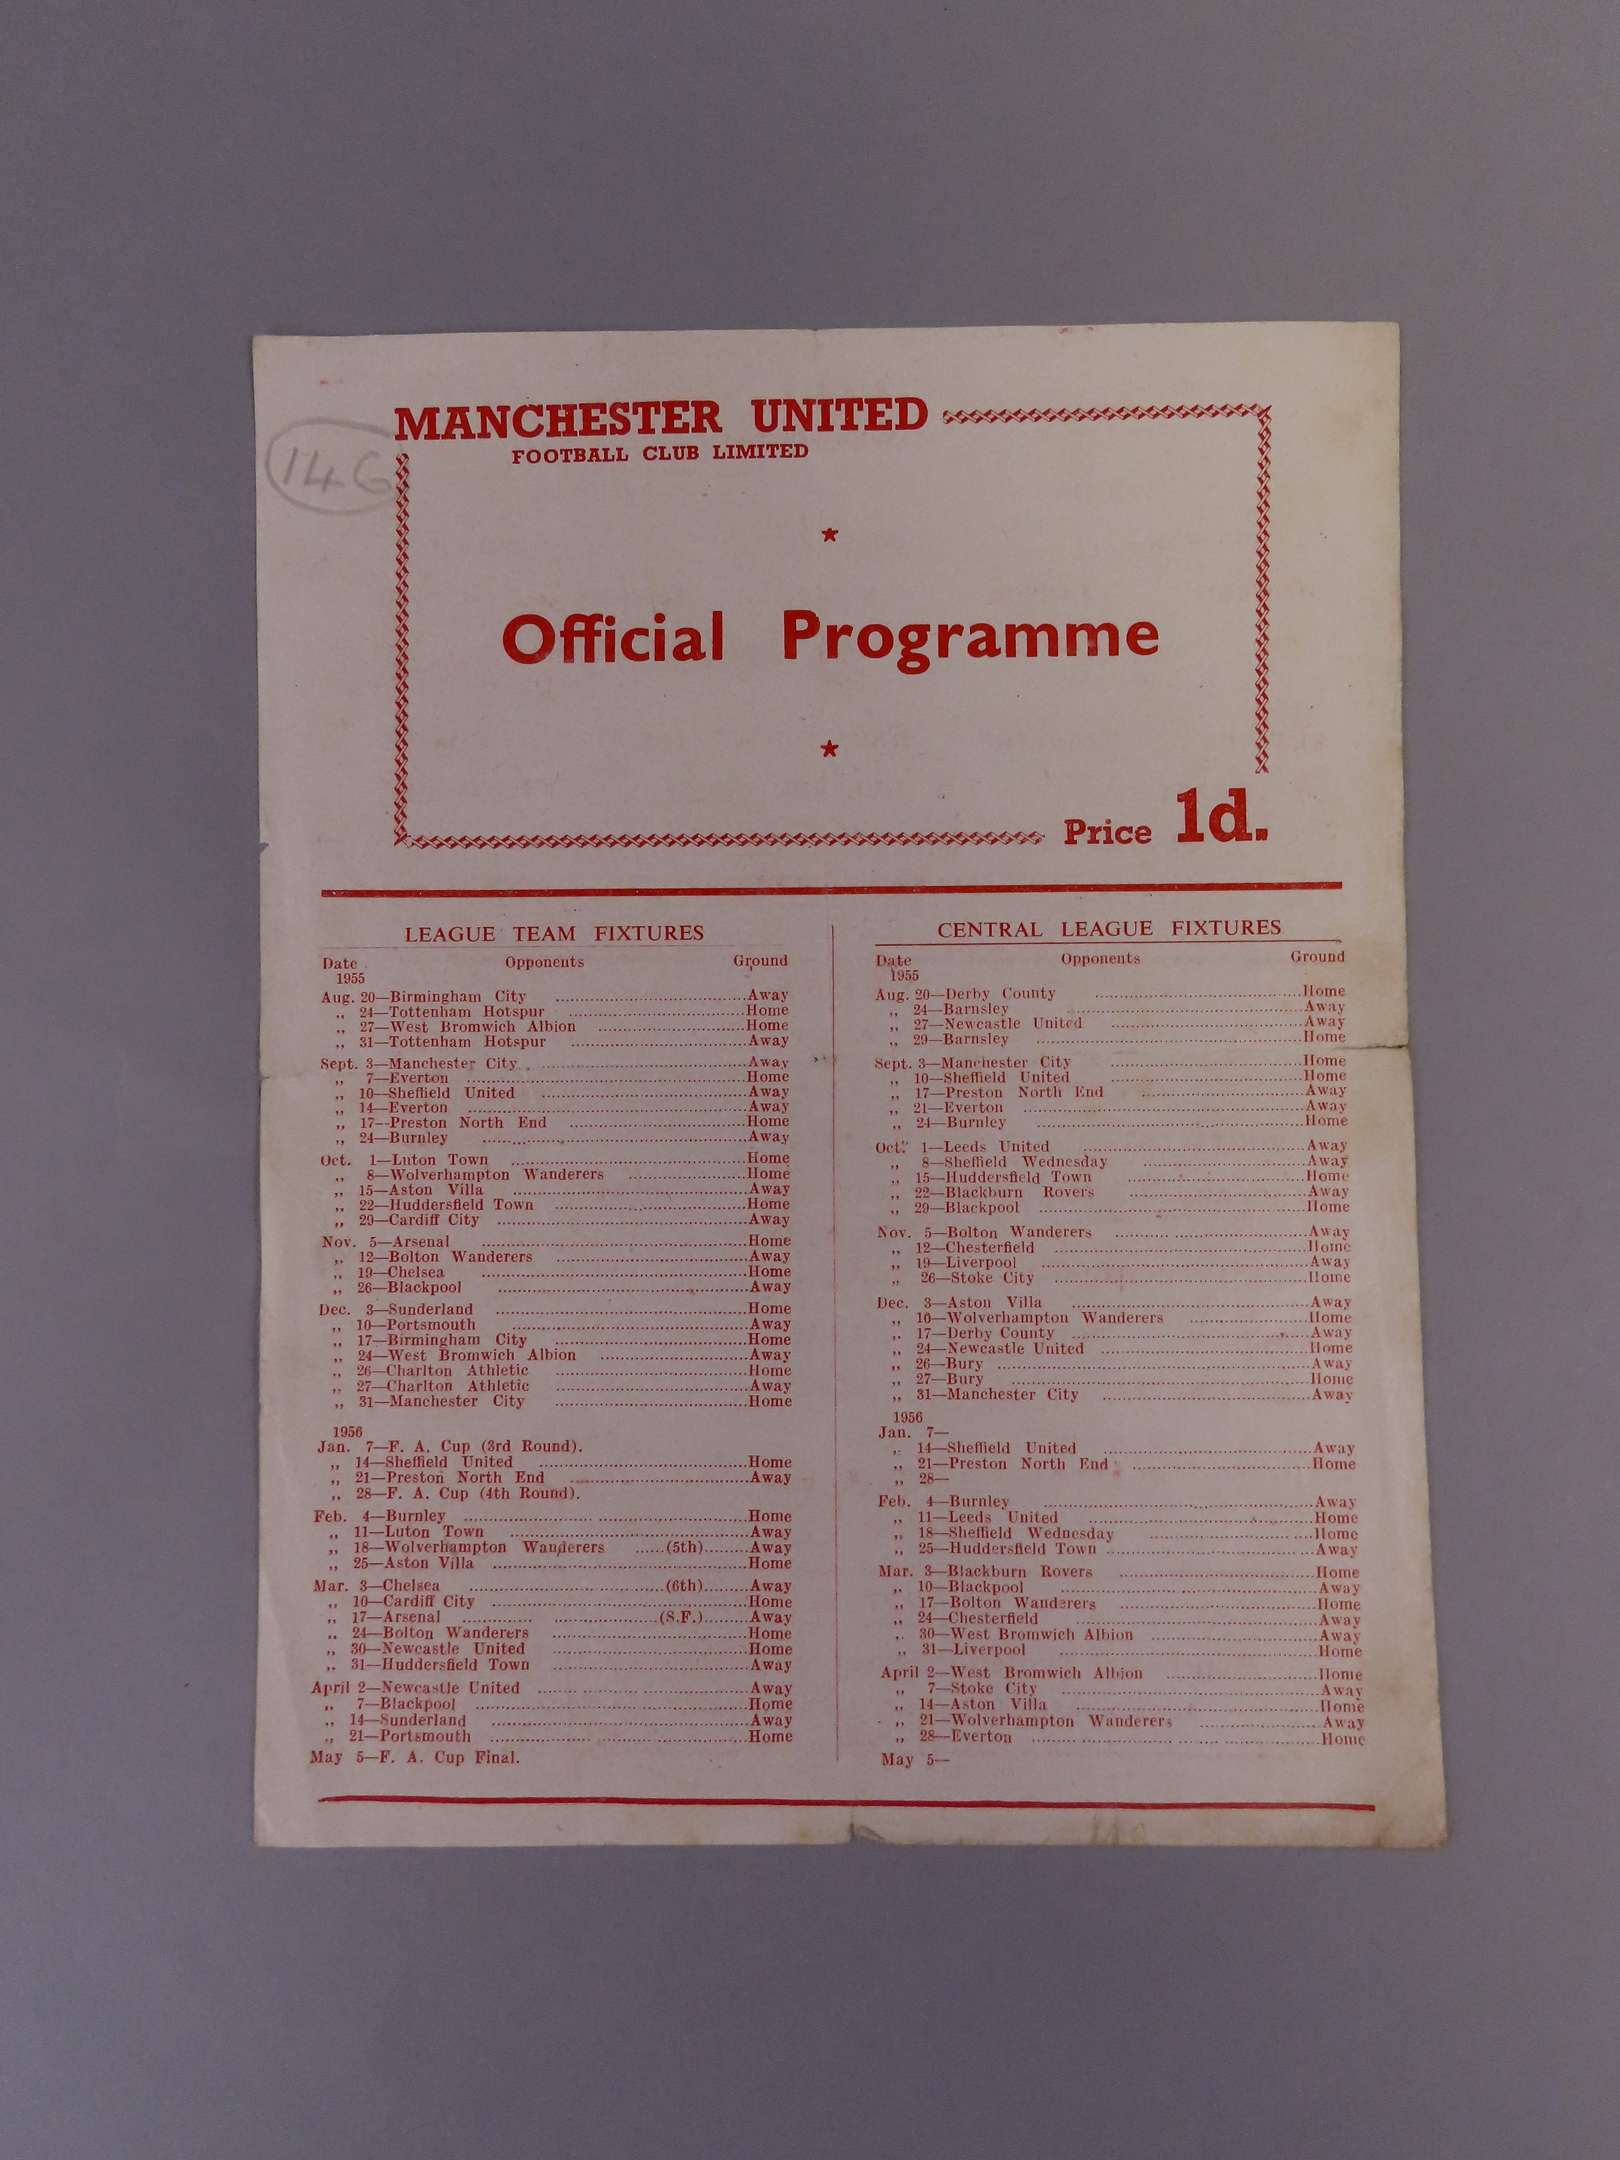 MANCHESTER UNITED
FOOTBALL CLUB LIMITED
146
Official Programme
Price 1d.
LEAGUE TEAM FIXTURES
Date Opponents Ground
1955
Aug. 20—Birmingham City ........ Away
,, 24—Tottenham Hotspur ........ Home
,, 27—West Bromwich Albion ........ Home
,, 31—Tottenham Hotspur ........ Away
Sept. 3—Manchester City ........ Away
,, 7—Everton ........ Home
,, 10—Sheffield United ........ Away
,, 14—Everton ........ Away
,, 17—Preston North End ........ Home
,, 24—Burnley ........ Away
Oct. 1—Luton Town ........ Home
,, 8—Wolverhampton Wanderers ........ Home
,, 15—Aston Villa ........ Away
,, 22—Huddersfield Town ........ Home
,, 29—Cardiff City ........ Away
Nov. 5—Arsenal ........ Home
,, 12—Bolton Wanderers ........ Away
,, 19—Chelsea ........ Home
,, 26—Blackpool ........ Away
Dec. 3—Sunderland ........ Home
,, 10—Portsmouth ........ Away
,, 17—Birmingham City ........ Home
,, 24—West Bromwich Albion ........ Away
,, 26—Charlton Athletic ........ Home
,, 27—Charlton Athletic ........ Away
,, 31—Manchester City ........ Home
1956
Jan. 7—F. A. Cup (3rd Round).
,, 14—Sheffield United ........ Home
,, 21—Preston North End ........ Away
,, 28—F. A. Cup (4th Round).
Feb. 4—Burnley ........ Home
,, 11—Luton Town ........ Away
,, 18—Wolverhampton Wanderers ......(5th)........ Away
,, 25—Aston Villa ........ Home
Mar. 3—Chelsea ........(6th)........ Away
,, 10—Cardiff City ........ Home
,, 17—Arsenal ........(S.F.)........ Away
,, 24—Bolton Wanderers ........ Home
,, 30—Newcastle United ........ Home
,, 31—Huddersfield Town ........ Away
April 2—Newcastle United ........ Away
,, 7—Blackpool ........ Home
,, 14—Sunderland ........ Away
,, 21—Portsmouth ........ Home
May 5—F. A. Cup Final.
CENTRAL LEAGUE FIXTURES
Date Opponents Ground
1955
Aug. 20—Derby County ........ Home
,, 24—Barnsley ........ Away
,, 27—Newcastle United ........ Away
,, 29—Barnsley ........ Home
Sept. 3—Manchester City ........ Home
,, 10—Sheffield United ........ Home
,, 17—Preston North End ........ Away
,, 21—Everton ........ Away
,, 24—Burnley ........ Home
Oct. 1—Leeds United ........ Away
,, 8—Sheffield Wednesday ........ Away
,, 15—Huddersfield Town ........ Home
,, 22—Blackburn Rovers ........ Away
,, 29—Blackpool ........ Home
Nov. 5—Bolton Wanderers ........ Away
,, 12—Chesterfield ........ Home
,, 19—Liverpool ........ Away
,, 26—Stoke City ........ Home
Dec. 3—Aston Villa ........ Away
,, 10—Wolverhampton Wanderers ........ Home
,, 17—Derby County ........ Away
,, 24—Newcastle United ........ Home
,, 26—Bury ........ Away
,, 27—Bury ........ Home
,, 31—Manchester City ........ Away
1956
Jan. 7—
,, 14—Sheffield United ........ Away
,, 21—Preston North End ........ Home
,, 28—
Feb. 4—Burnley ........ Away
,, 11—Leeds United ........ Home
,, 18—Sheffield Wednesday ........ Home
,, 25—Huddersfield Town ........ Away
Mar. 3—Blackburn Rovers ........ Home
,, 10—Blackpool ........ Away
,, 17—Bolton Wanderers ........ Home
,, 24—Chesterfield ........ Away
,, 30—West Bromwich Albion ........ Away
,, 31—Liverpool ........ Home
April 2—West Bromwich Albion ........ Home
,, 7—Stoke City ........ Away
,, 14—Aston Villa ........ Home
,, 21—Wolverhampton Wanderers ........ Away
,, 28—Everton ........ Home
May 5—